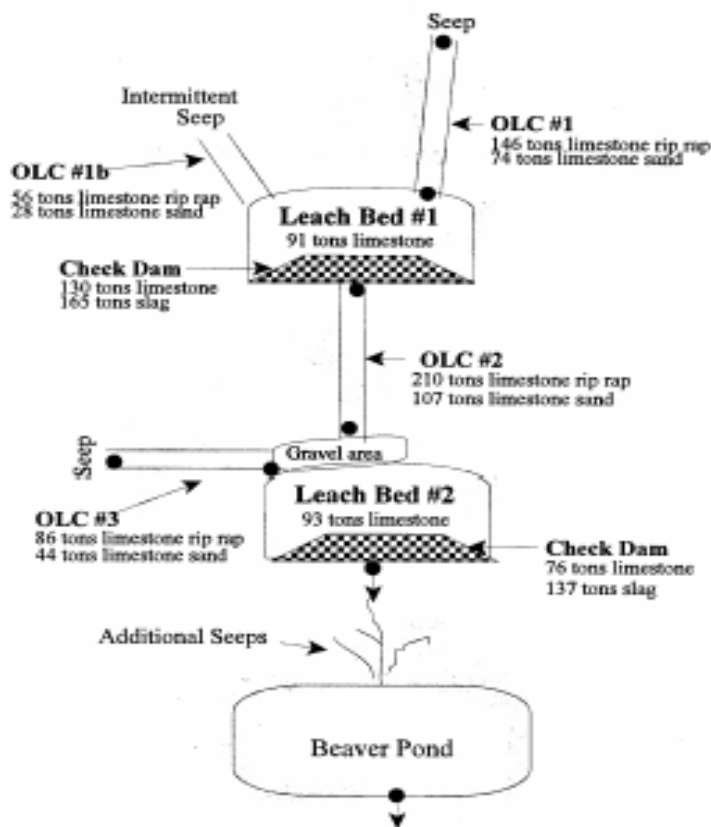 Seep
Intermittent
Seep
OLC #1
146 tons limestone rip rap
74 tons limestone sand
OLC #1b
56 tons limestone rip rap
28 tons limestone sand
Leach Bed #1
91 tons limestone
Check Dam
130 tons limestone
165 tons slag
OLC #2
210 tons limestone rip rap
107 tons limestone sand
Seep
Gravel area
OLC #3
86 tons limestone rip rap
44 tons limestone sand
Leach Bed #2
93 tons limestone
Check Dam
76 tons limestone
137 tons slag
Additional Seeps
Beaver Pond